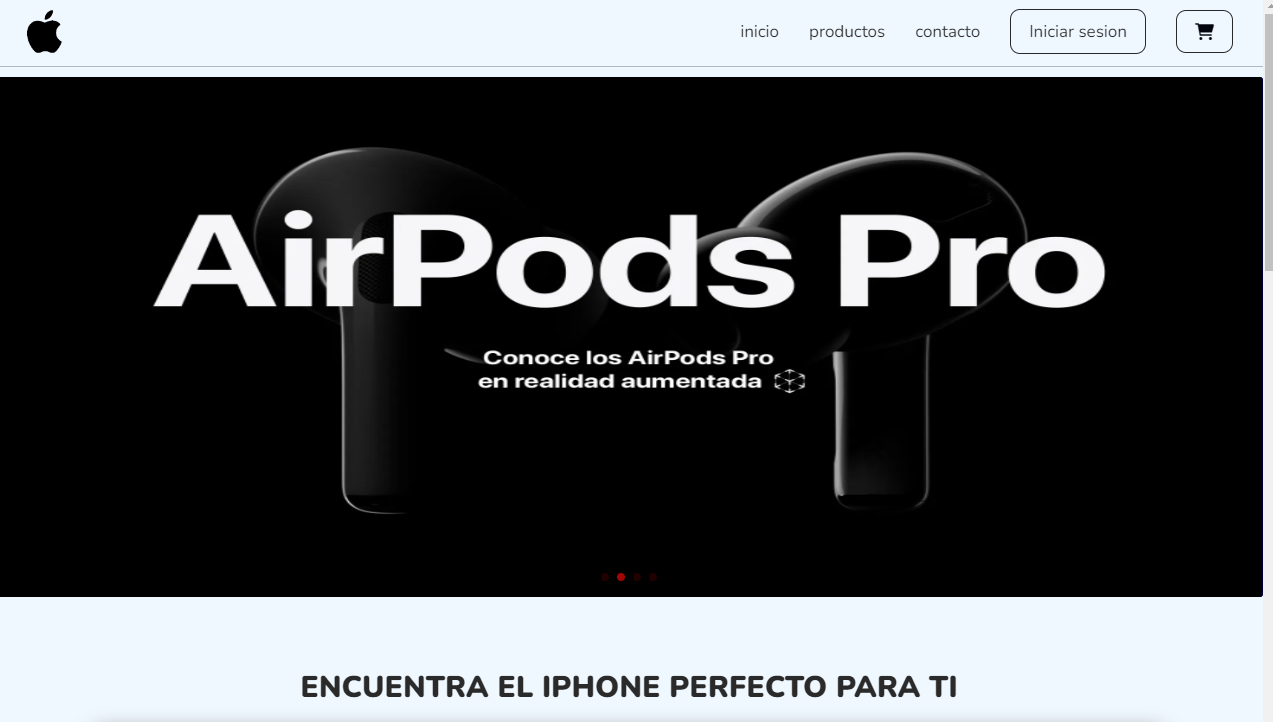 inicio
productos
contacto
Iniciar sesion
AirPods Pro
Conoce los AirPods Pro
en realidad aumentada
ENCUENTRA EL IPHONE PERFECTO PARA TI